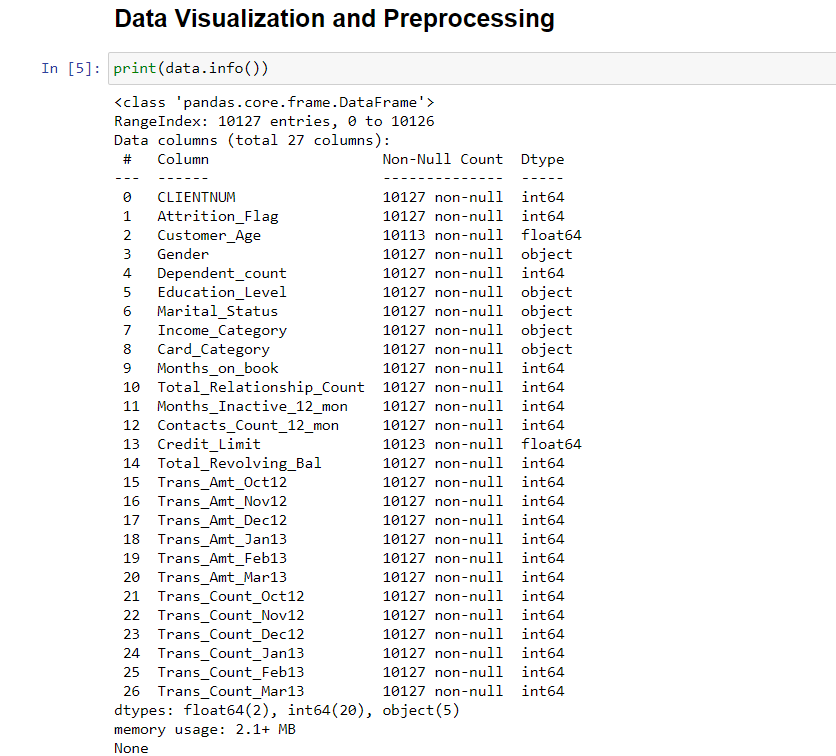 Data Visualization and Preprocessing
In [5]: print(data.info())
<class 'pandas.core.frame.DataFrame'>
RangeIndex: 10127 entries, 0 to 10126
Data columns (total 27 columns):
 #   Column                    Non-Null Count  Dtype
---  ------                    --------------  -----
 0   CLIENTNUM                 10127 non-null  int64
 1   Attrition_Flag            10127 non-null  int64
 2   Customer_Age              10113 non-null  float64
 3   Gender                    10127 non-null  object
 4   Dependent_count           10127 non-null  int64
 5   Education_Level           10127 non-null  object
 6   Marital_Status            10127 non-null  object
 7   Income_Category           10127 non-null  object
 8   Card_Category             10127 non-null  object
 9   Months_on_book            10127 non-null  int64
 10  Total_Relationship_Count  10127 non-null  int64
 11  Months_Inactive_12_mon    10127 non-null  int64
 12  Contacts_Count_12_mon     10127 non-null  int64
 13  Credit_Limit              10123 non-null  float64
 14  Total_Revolving_Bal       10127 non-null  int64
 15  Trans_Amt_Oct12           10127 non-null  int64
 16  Trans_Amt_Nov12           10127 non-null  int64
 17  Trans_Amt_Dec12           10127 non-null  int64
 18  Trans_Amt_Jan13           10127 non-null  int64
 19  Trans_Amt_Feb13           10127 non-null  int64
 20  Trans_Amt_Mar13           10127 non-null  int64
 21  Trans_Count_Oct12         10127 non-null  int64
 22  Trans_Count_Nov12         10127 non-null  int64
 23  Trans_Count_Dec12         10127 non-null  int64
 24  Trans_Count_Jan13         10127 non-null  int64
 25  Trans_Count_Feb13         10127 non-null  int64
 26  Trans_Count_Mar13         10127 non-null  int64
dtypes: float64(2), int64(20), object(5)
memory usage: 2.1+ MB
None